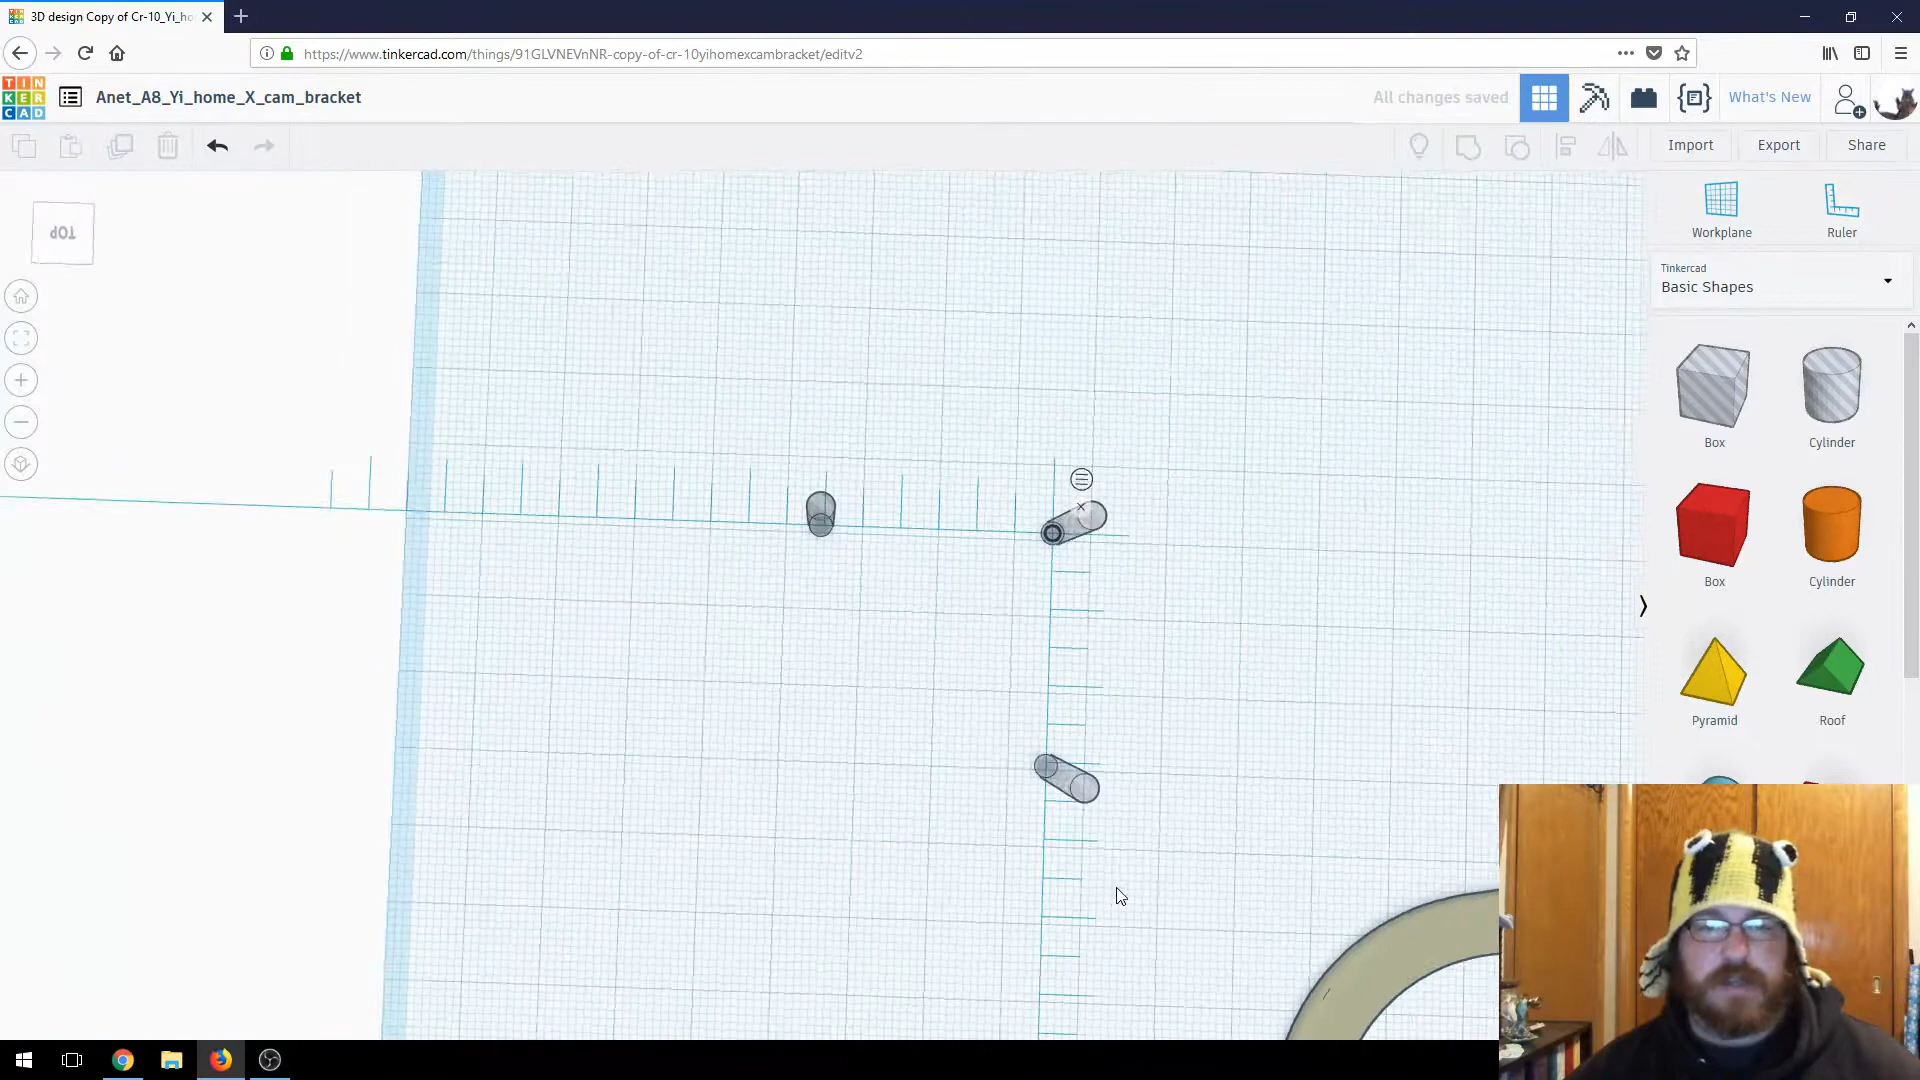 3D design Copy of Cr-10_Yi_ho
https://www.tinkercad.com/things/91GLVNEVnNR-copy-of-cr-10yihomexcambracket/editv2
TIN
KER
CAD
Anet_A8_Yi_home_X_cam_bracket
All changes saved
What's New
Import
Export
Share
TOP
Workplane
Ruler
Tinkercad
Basic Shapes
Box
Cylinder
Box
Cylinder
Pyramid
Roof